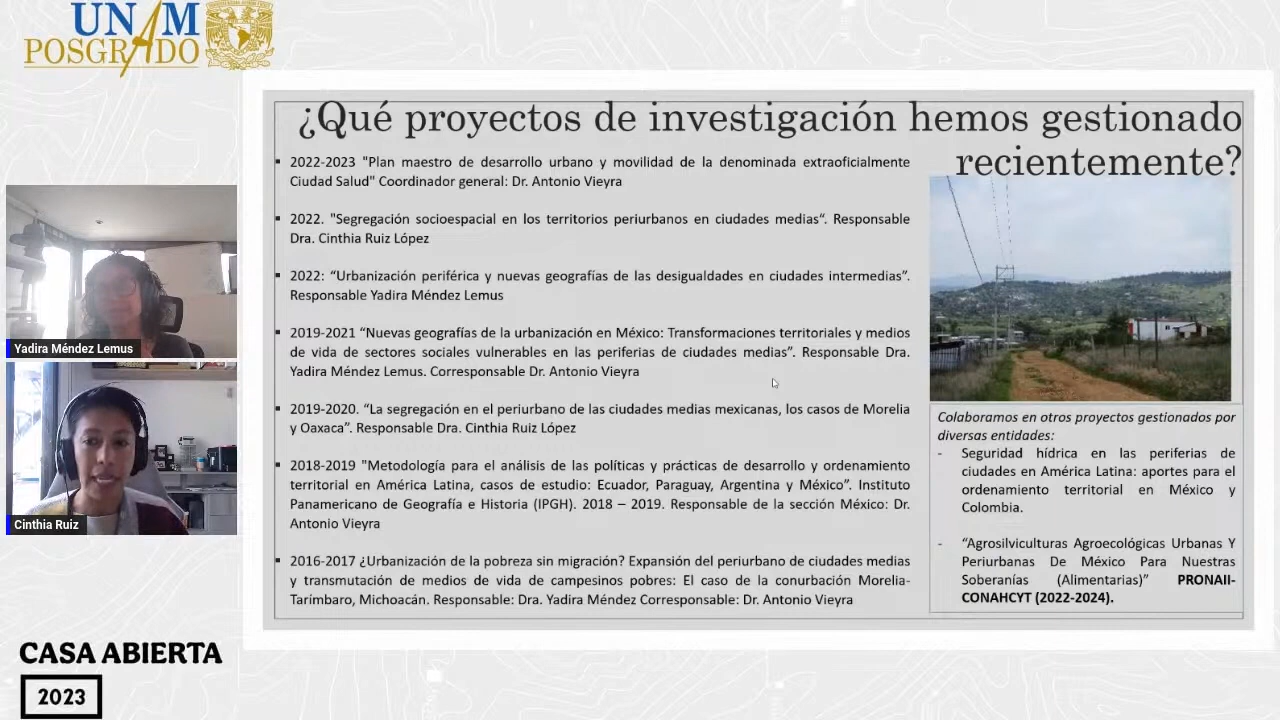 UNAM
POSGRADO
¿Qué proyectos de investigación hemos gestionado
recientemente?
▪ 2022-2023 "Plan maestro de desarrollo urbano y movilidad de la denominada extraoficialmente
Ciudad Salud" Coordinador general: Dr. Antonio Vieyra
▪ 2022. "Segregación socioespacial en los territorios periurbanos en ciudades medias“. Responsable
Dra. Cinthia Ruiz López
▪ 2022: “Urbanización periférica y nuevas geografías de las desigualdades en ciudades intermedias”.
Responsable Yadira Méndez Lemus
▪ 2019-2021 “Nuevas geografías de la urbanización en México: Transformaciones territoriales y medios
de vida de sectores sociales vulnerables en las periferias de ciudades medias”. Responsable Dra.
Yadira Méndez Lemus. Corresponsable Dr. Antonio Vieyra
▪ 2019-2020. “La segregación en el periurbano de las ciudades medias mexicanas, los casos de Morelia
y Oaxaca”. Responsable Dra. Cinthia Ruiz López
▪ 2018-2019 "Metodología para el análisis de las políticas y prácticas de desarrollo y ordenamiento
territorial en América Latina, casos de estudio: Ecuador, Paraguay, Argentina y México”. Instituto
Panamericano de Geografía e Historia (IPGH). 2018 – 2019. Responsable de la sección México: Dr.
Antonio Vieyra
▪ 2016-2017 ¿Urbanización de la pobreza sin migración? Expansión del periurbano de ciudades medias
y transmutación de medios de vida de campesinos pobres: El caso de la conurbación Morelia-
Tarímbaro, Michoacán. Responsable: Dra. Yadira Méndez Corresponsable: Dr. Antonio Vieyra
Colaboramos en otros proyectos gestionados por
diversas entidades:
- Seguridad hídrica en las periferias de
ciudades en América Latina: aportes para el
ordenamiento territorial en México y
Colombia.
- “Agrosilviculturas Agroecológicas Urbanas Y
Periurbanas De México Para Nuestras
Soberanías (Alimentarias)” PRONAII-
CONAHCYT (2022-2024).
Yadira Méndez Lemus
Cinthia Ruiz
CASA ABIERTA
2023